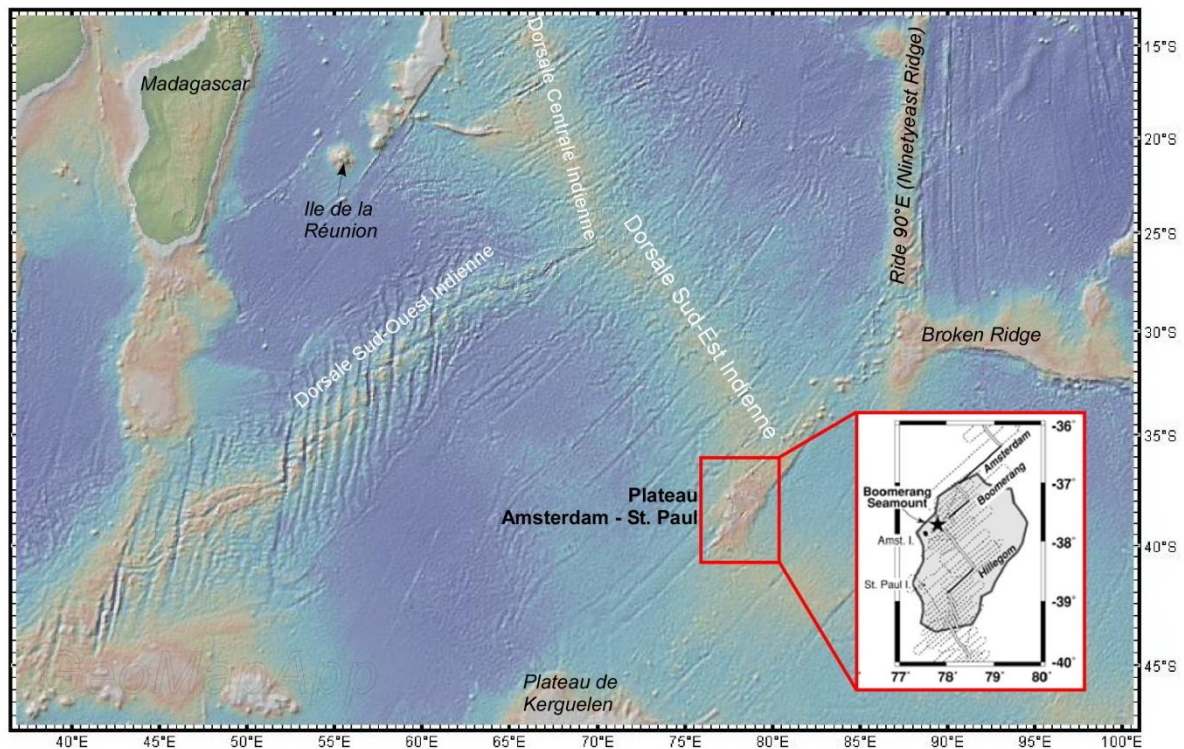 Madagascar
Ile de la
Réunion
Dorsale Centrale Indienne
Dorsale Sud-Ouest Indienne
Dorsale Sud-Est Indienne
Ride 90°E (Ninetyeast Ridge)
Broken Ridge
Plateau
Amsterdam - St. Paul
Plateau de
Kerguelen
GeoMapApp
15°S
20°S
25°S
30°S
35°S
40°S
45°S
40°E
45°E
50°E
55°E
60°E
65°E
70°E
75°E
80°E
85°E
90°E
95°E
100°E
Amsterdam
Boomerang
Boomerang
Seamount
Amst. I.
St. Paul I.
Hillegom
-36
-37
-38
-39
-40
77
78
79
80